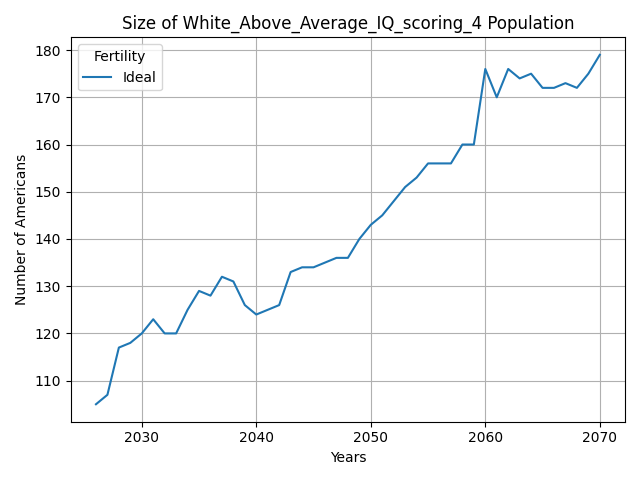 Size of White_Above_Average_IQ_scoring_4 Population
Fertility
Ideal
Number of Americans
180
170
160
150
140
130
120
110
2030 2040 2050 2060 2070
Years